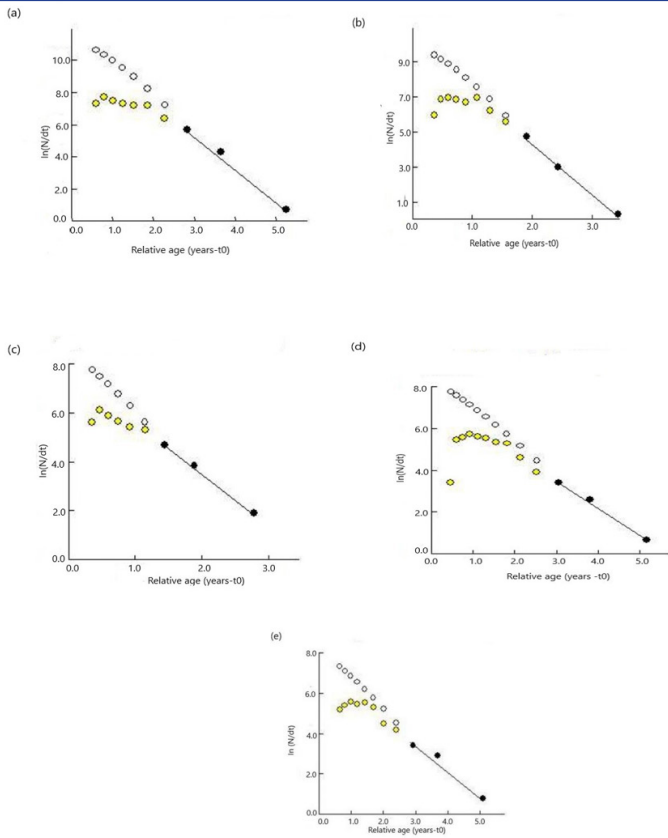 (a)
ln(N/dt)
10.0
8.0
6.0
4.0
2.0
0.0
0.0 1.0 2.0 3.0 4.0 5.0
Relative age (years-t0)
(b)
ln(N/dt)
9.0
7.0
5.0
3.0
1.0
0.0 1.0 2.0 3.0
Relative age (years-t0)
(c)
ln(N/dt)
8.0
6.0
4.0
2.0
0.0
0.0 1.0 2.0 3.0
Relative age (years-t0)
(d)
ln(N/dt)
8.0
6.0
4.0
2.0
0.0
0.0 1.0 2.0 3.0 4.0 5.0
Relative age (years -t0)
(e)
ln (N/dt)
8.0
6.0
4.0
2.0
0.0
0.0 1.0 2.0 3.0 4.0 5.0
Relative age (years-t0)